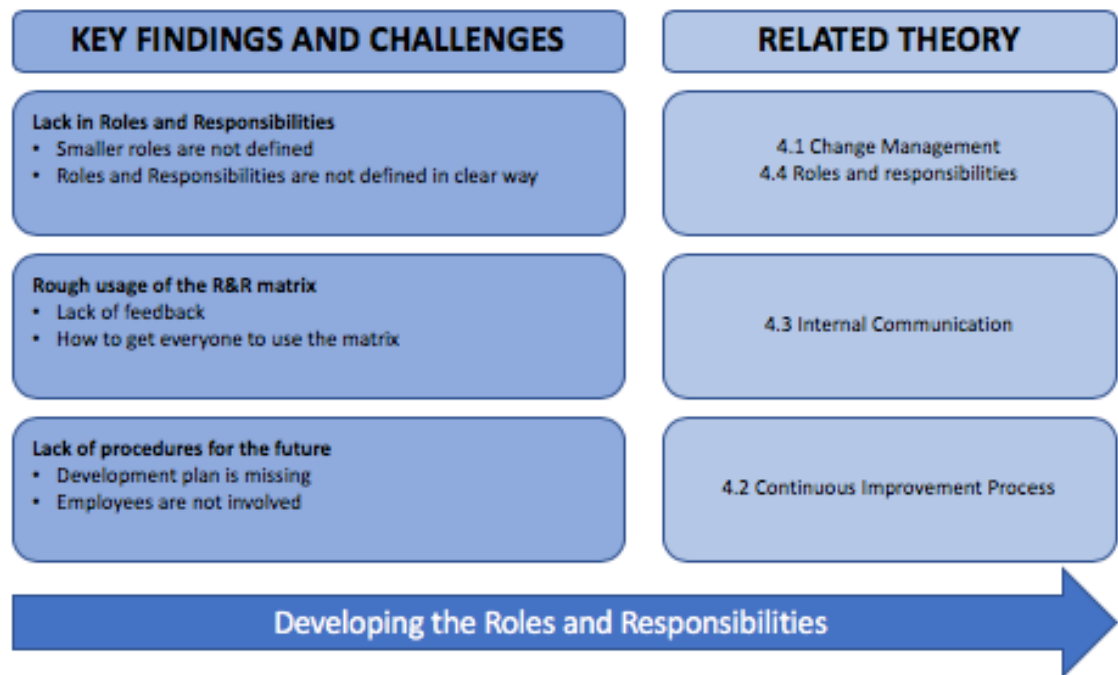 KEY FINDINGS AND CHALLENGES
RELATED THEORY
Lack in Roles and Responsibilities
• Smaller roles are not defined
• Roles and Responsibilities are not defined in clear way
4.1 Change Management
4.4 Roles and responsibilities
Rough usage of the R&R matrix
• Lack of feedback
• How to get everyone to use the matrix
4.3 Internal Communication
Lack of procedures for the future
• Development plan is missing
• Employees are not involved
4.2 Continuous Improvement Process
Developing the Roles and Responsibilities